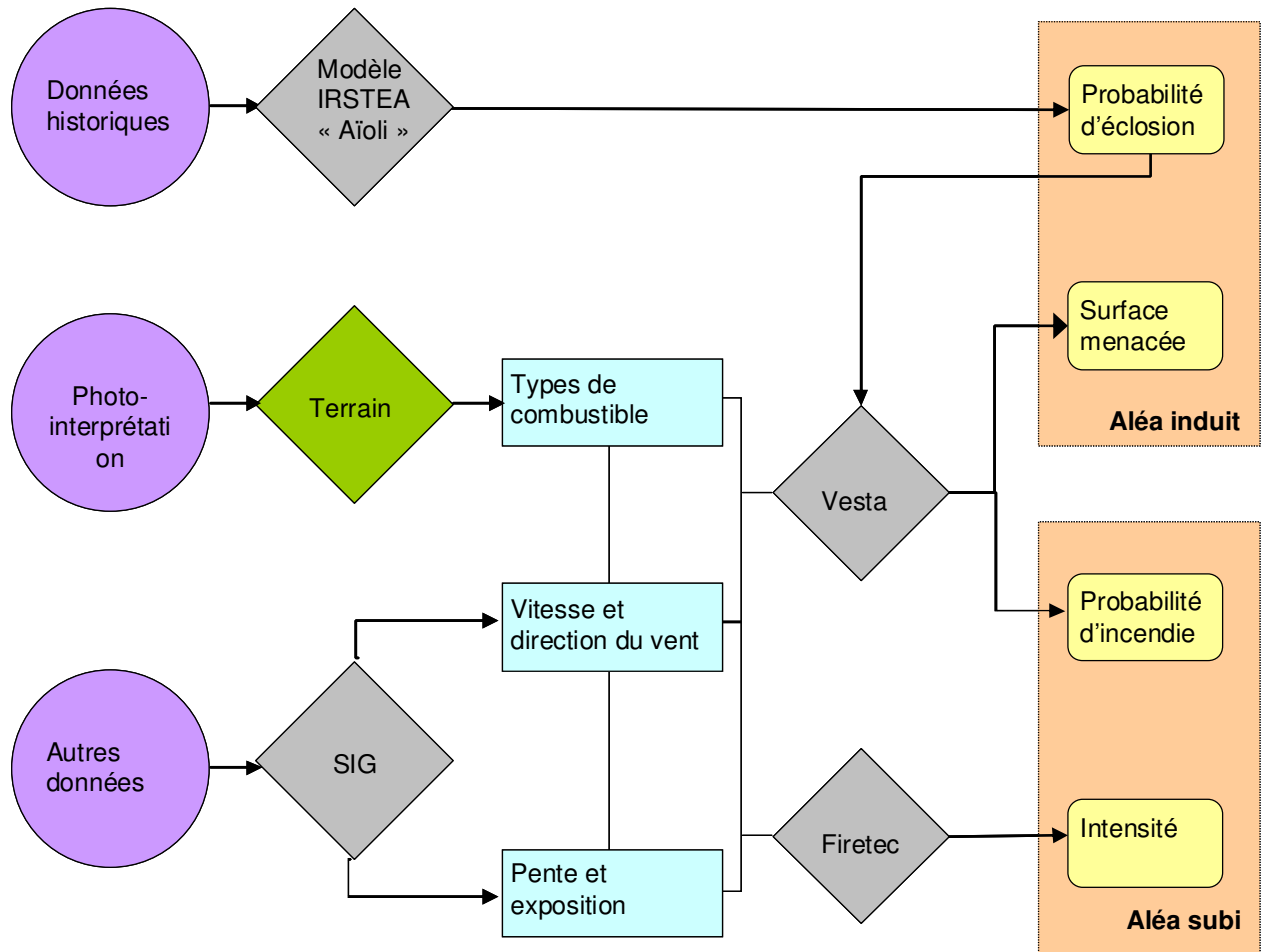 Données
historiques
Modèle
IRSTEA
« Aïoli »
Probabilité
d'éclosion
Surface
menacée
Aléa induit
Photo-
interprétati
on
Terrain
Types de
combustible
Vesta
Vitesse et
direction du vent
Probabilité
d'incendie
Autres
données
SIG
Firetec
Intensité
Pente et
exposition
Aléa subi